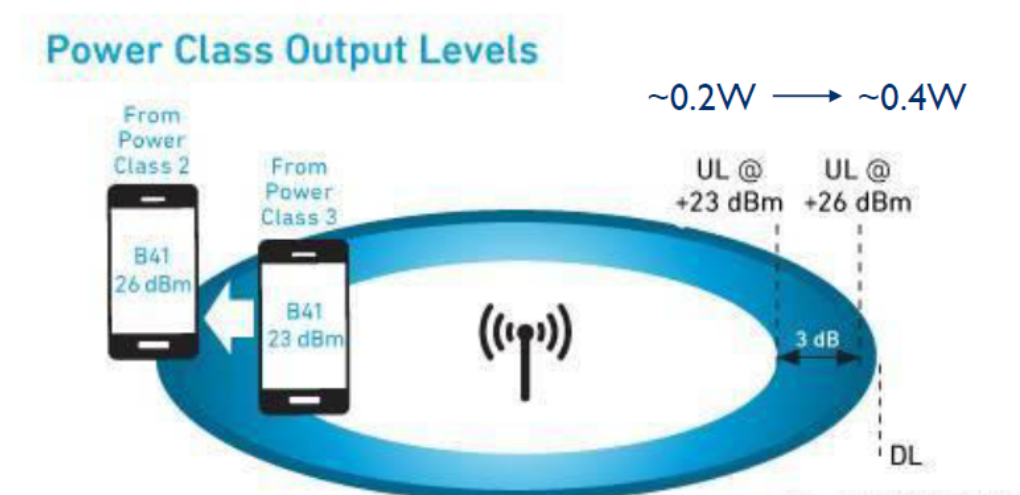 Power Class Output Levels
~0.2W → ~0.4W
From
Power
Class 2
B41
26 dBm
From
Power
Class 3
B41
23 dBm
UL @
+23 dBm
UL @
+26 dBm
3 dB
DL